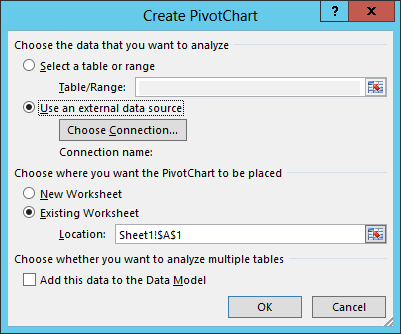 Create PivotChart
? X
Choose the data that you want to analyze
Select a table or range
Table/Range:
Use an external data source
Choose Connection...
Connection name:
Choose where you want the PivotChart to be placed
New Worksheet
Existing Worksheet
Location: Sheet1!$A$1
Choose whether you want to analyze multiple tables
Add this data to the Data Model
OK Cancel